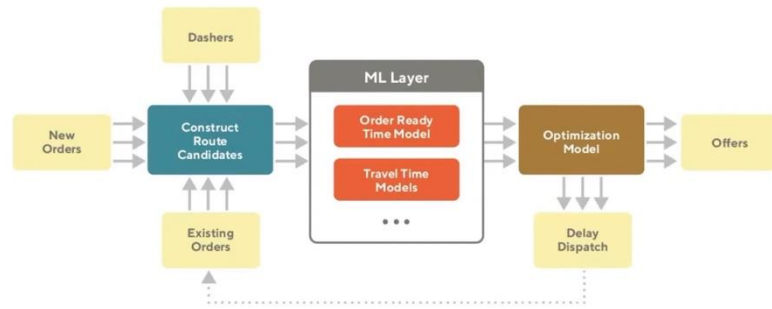 Dashers
ML Layer
New
Orders
Construct
Route
Candidates
Order Ready
Time Model
Travel Time
Models
...
Optimization
Model
Offers
Existing
Orders
Delay
Dispatch